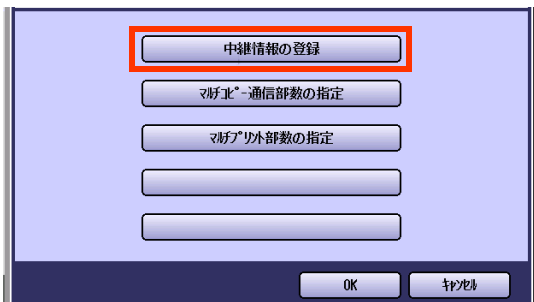 中継情報の登録
ﾏﾙﾁｺﾋﾟｰ通信部数の指定
ﾏﾙﾁﾌﾟﾘﾝﾄ部数の指定
OK ｷｬﾝｾﾙ